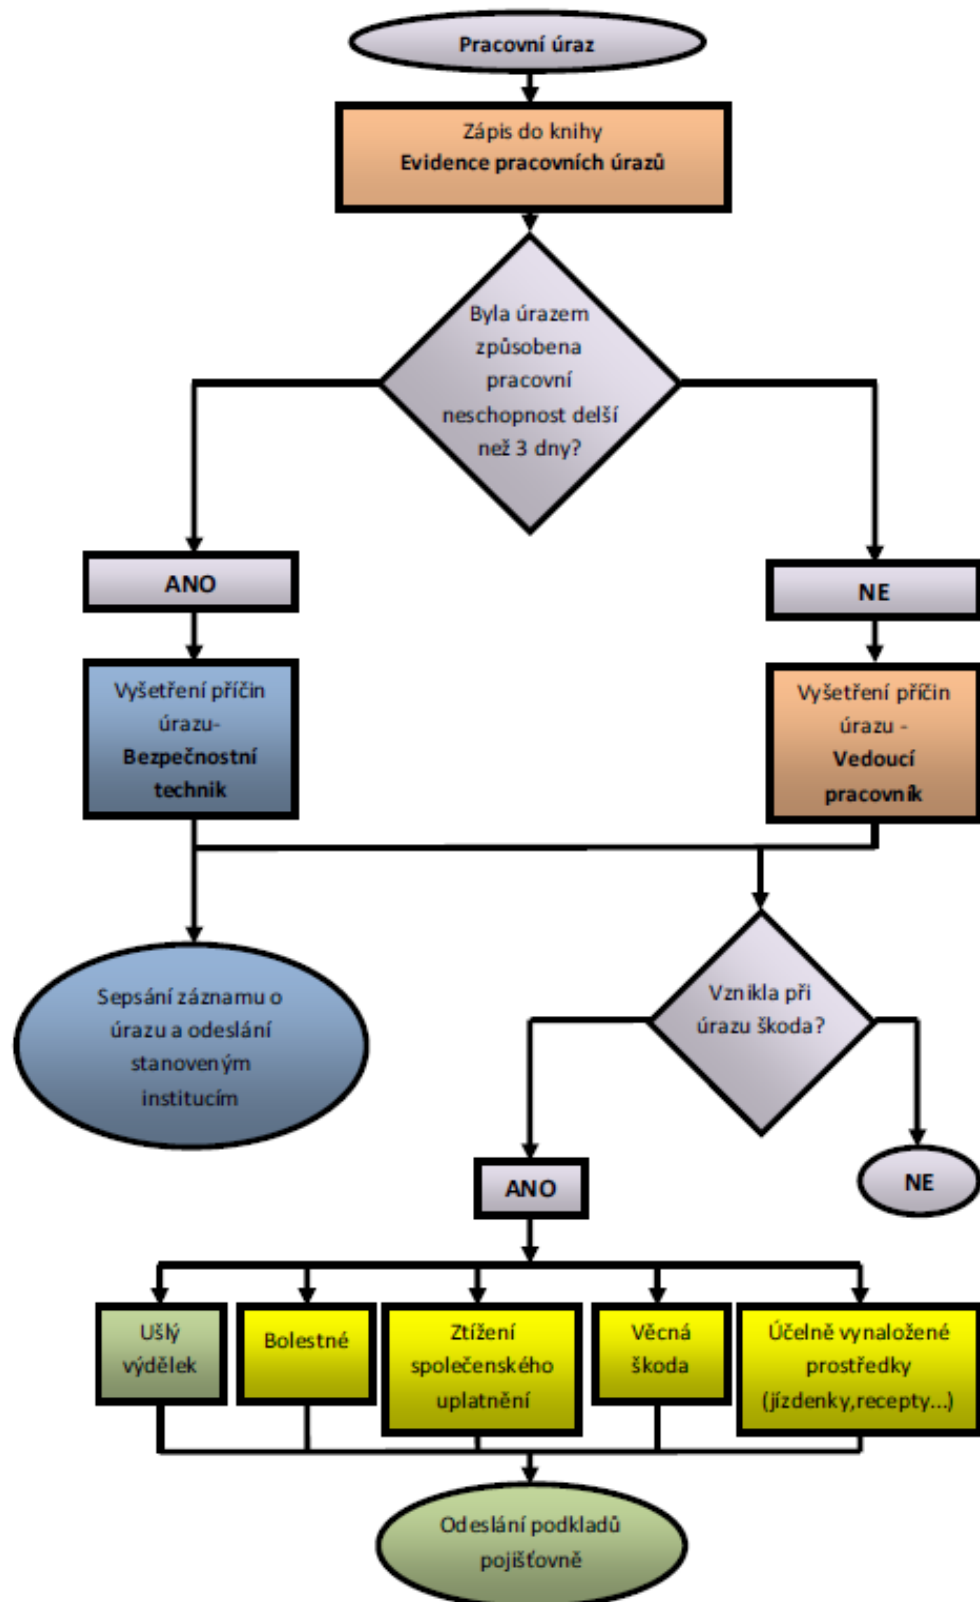 Pracovní úraz
Zápis do knihy
Evidence pracovních úrazů
Byla úrazem
způsobena
pracovní
neschopnost delší
než 3 dny?
ANO
NE
Vyšetření příčin
úrazu-
Bezpečnostní
technik
Vyšetření příčin
úrazu -
Vedoucí
pracovník
Sepsání záznamu o
úrazu a odeslání
stanoveným
institucím
Vznikla při
úrazu škoda?
ANO
NE
Ušlý
výdělek
Bolestné
Ztížení
společenského
uplatnění
Věcná
škoda
Účelně vynaložené
prostředky
(jízdenky,recepty...)
Odeslání podkladů
pojišťovně